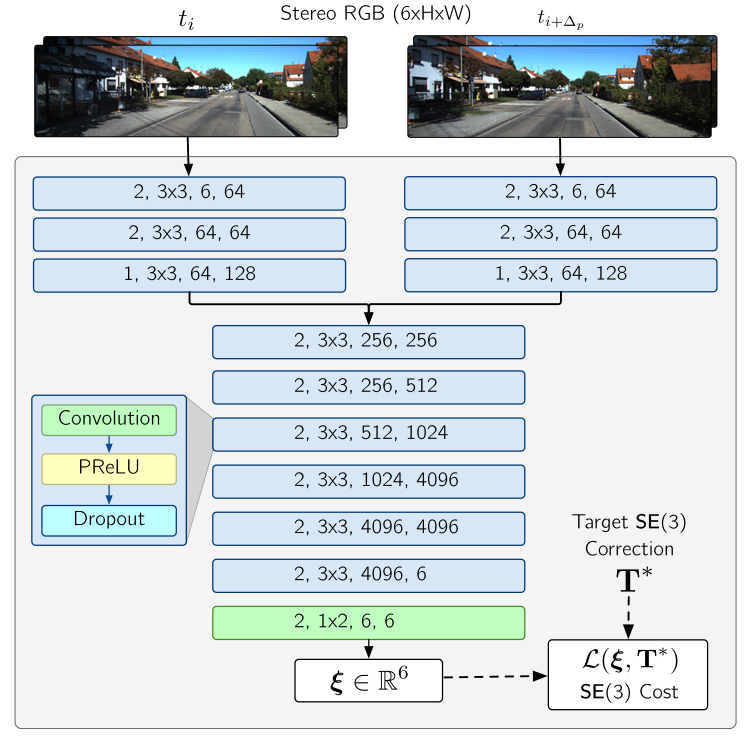 Stereo RGB (6xHxW)
t_i
t_{i+Δ_p}
2, 3x3, 6, 64
2, 3x3, 6, 64
2, 3x3, 64, 64
2, 3x3, 64, 64
1, 3x3, 64, 128
1, 3x3, 64, 128
2, 3x3, 256, 256
2, 3x3, 256, 512
2, 3x3, 512, 1024
2, 3x3, 1024, 4096
2, 3x3, 4096, 4096
2, 3x3, 4096, 6
2, 1x2, 6, 6
Convolution
PReLU
Dropout
Target SE(3)
Correction
T*
ξ ∈ ℝ⁶
ℒ(ξ, T*)
SE(3) Cost